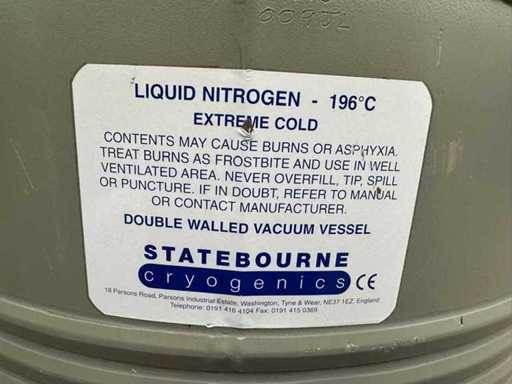 LIQUID NITROGEN - 196°C
EXTREME COLD
CONTENTS MAY CAUSE BURNS OR ASPHYXIA.
TREAT BURNS AS FROSTBITE AND USE IN WELL
VENTILATED AREA. NEVER OVERFILL, TIP, SPILL
OR PUNCTURE. IF IN DOUBT, REFER TO MANUAL
OR CONTACT MANUFACTURER.
DOUBLE WALLED VACUUM VESSEL
STATEBOURNE
cryogenics CE
18 Parsons Road, Parsons Industrial Estate, Washington, Tyne & Wear, NE37 1EZ, England
Telephone: 0191 416 4104 Fax: 0191 415 0369